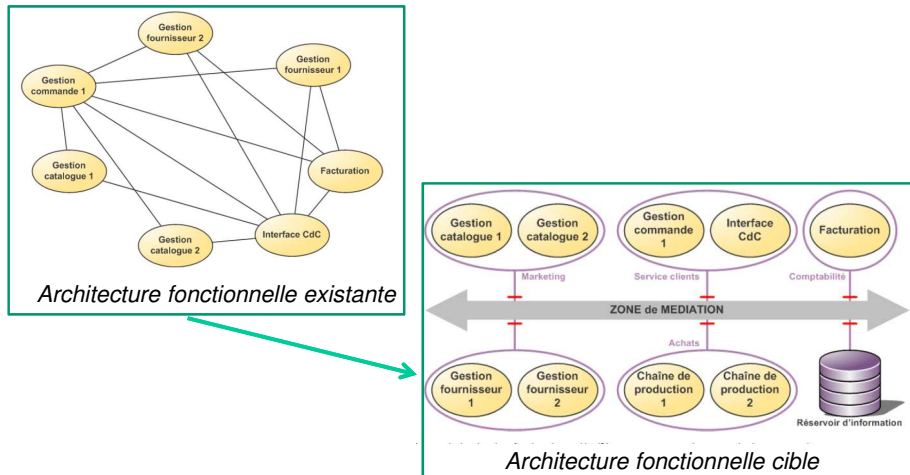 Gestion
fournisseur 2
Gestion
fournisseur 1
Gestion
commande 1
Gestion
catalogue 1
Facturation
Gestion
catalogue 2
Interface CdC
Architecture fonctionnelle existante
Gestion
catalogue 1
Gestion
catalogue 2
Gestion
commande
1
Interface
CdC
Facturation
Marketing
Service clients
Comptabilité
ZONE de MEDIATION
Achats
Gestion
fournisseur
1
Gestion
fournisseur
2
Chaîne de
production
1
Chaîne de
production
2
Réservoir d'information
Architecture fonctionnelle cible